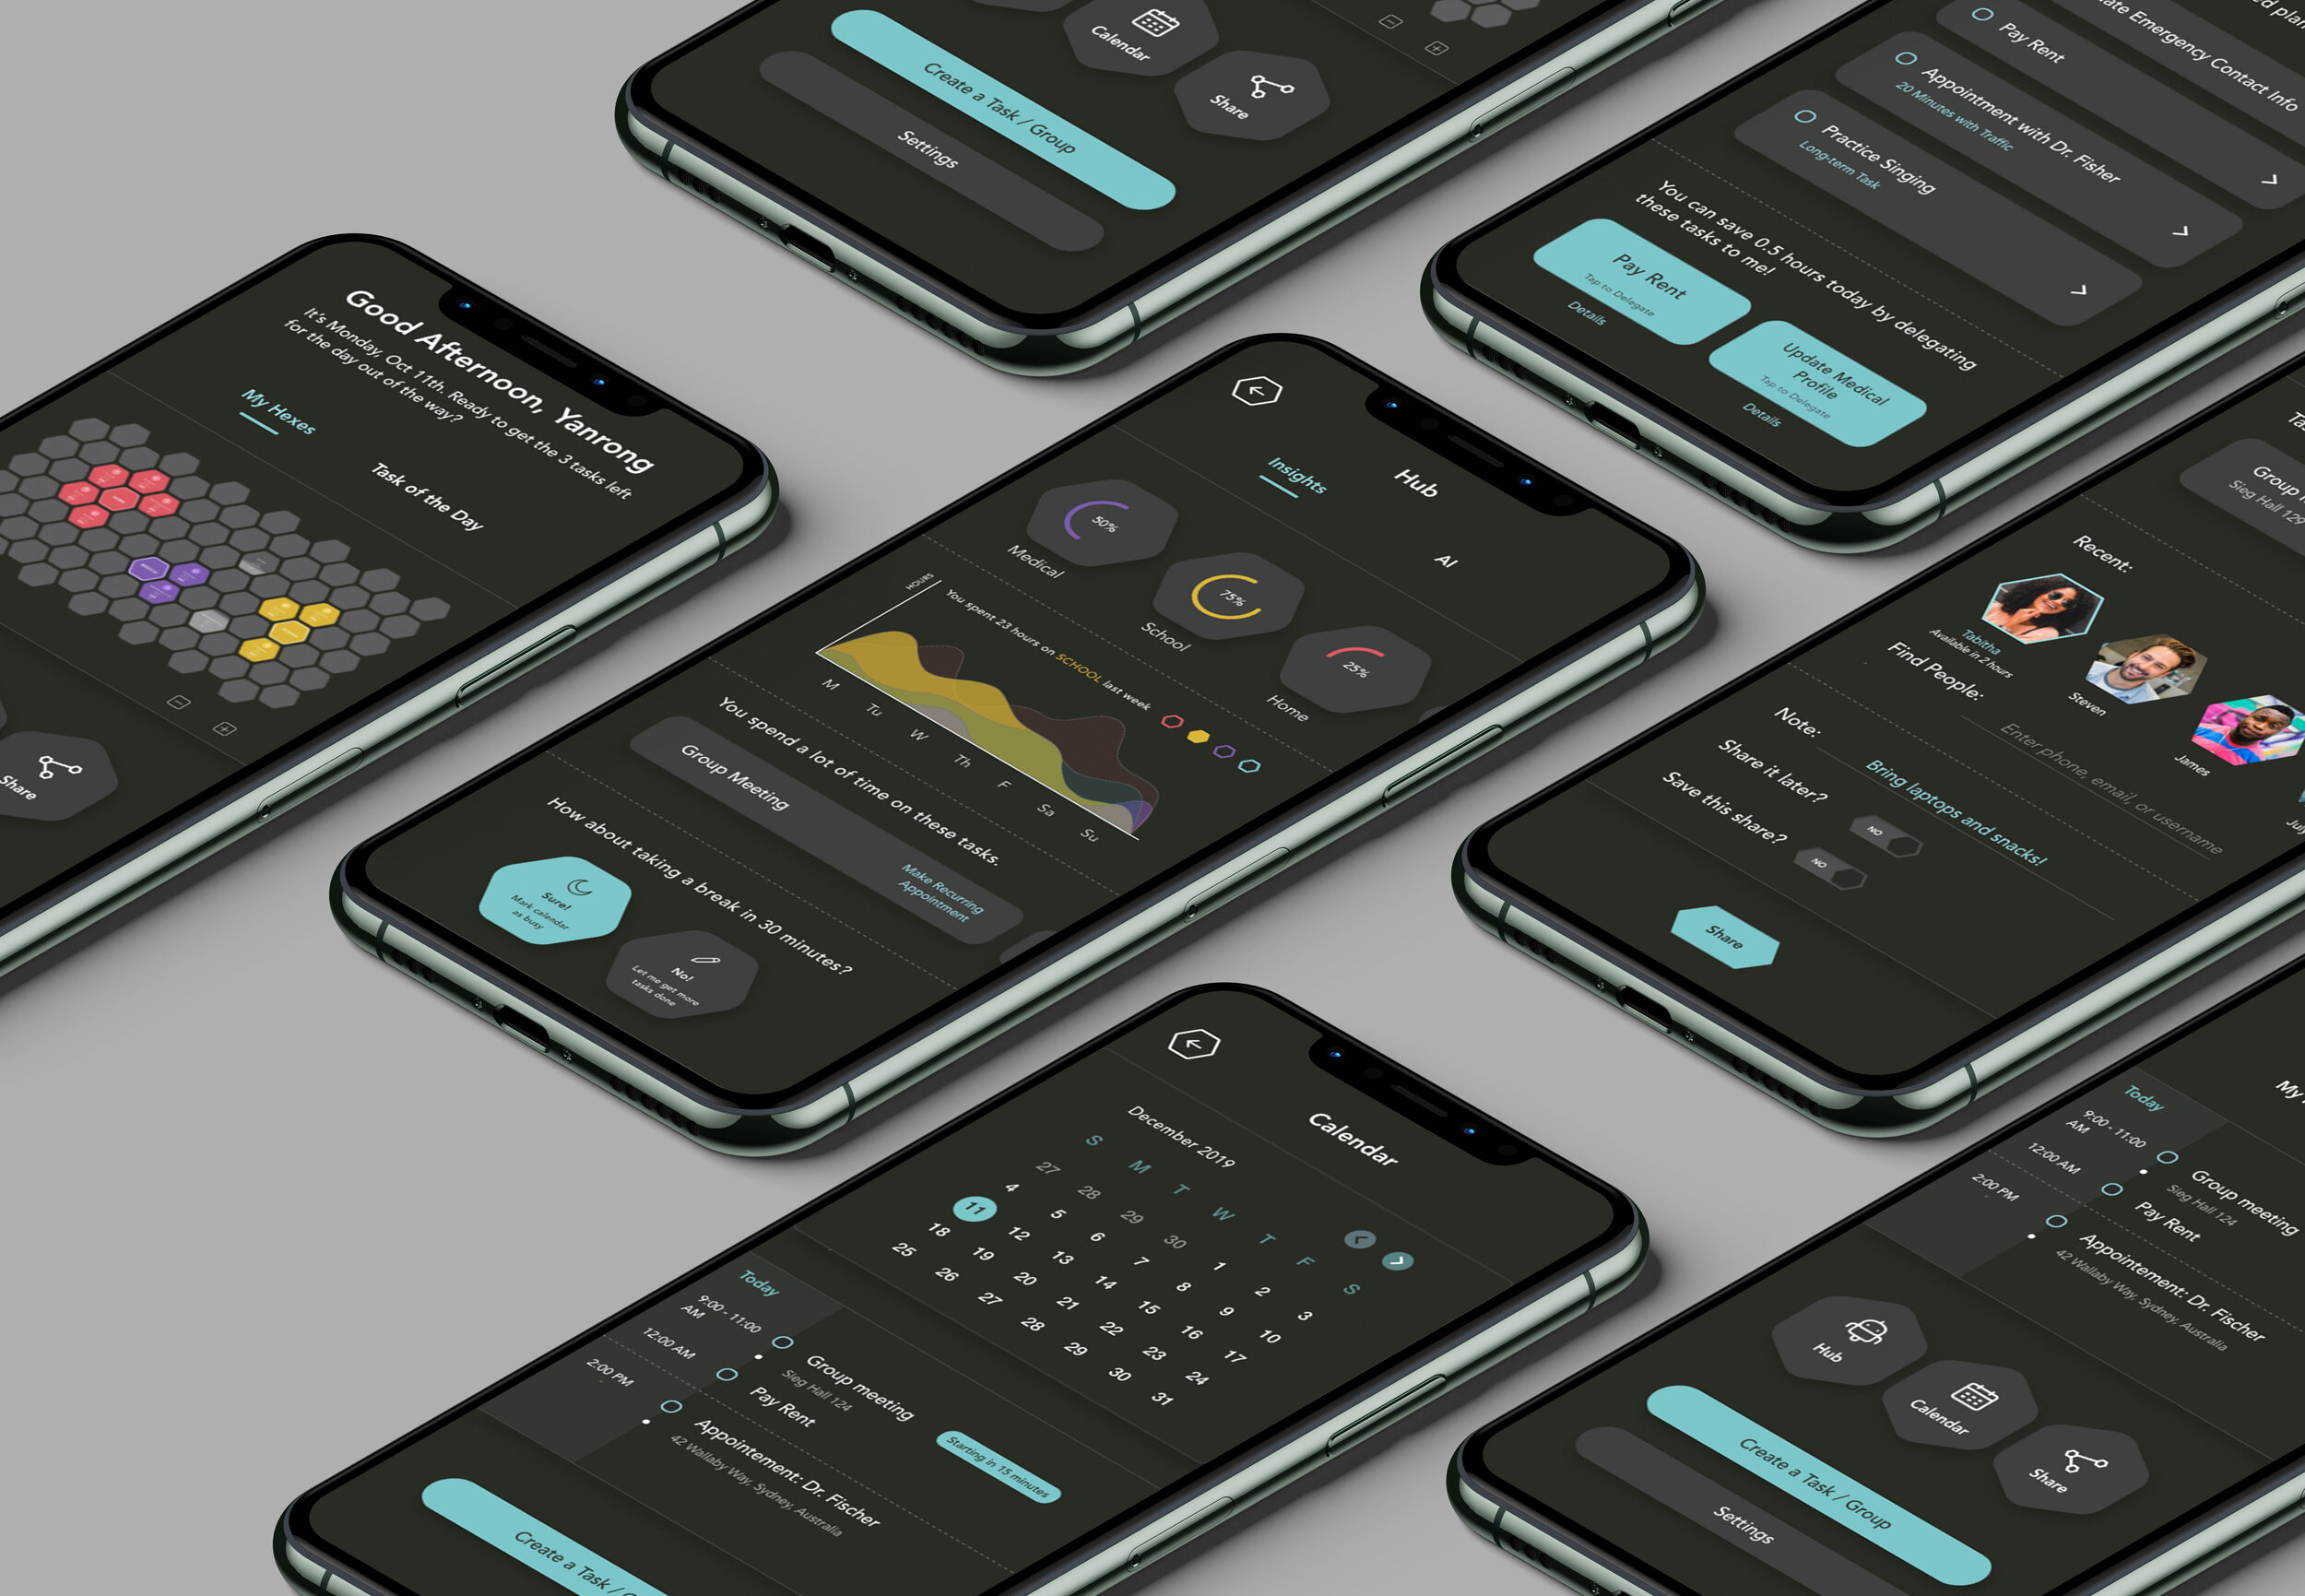 Calendar
Share
Create a Task / Group
Settings
Emergency Contact Info
Pay Rent
Appointment with Dr. Fisher
20 Minutes with Traffic
Practice Singing
Long-term Task
You can save 0.5 hours today by delegating
these tasks to me!
Pay Rent
Tap to Delegate
Details
Update Medical
Profile
Tap to Delegate
Details
Good Afternoon, Yanrong
It's Monday, Oct 11th. Ready to get the 3 tasks left
for the day out of the way?
My Hexes
Task of the Day
Share
Hub
Insights
AI
50%
Medical
75%
School
25%
Home
You spent 23 hours on SCHOOL last week
HOURS
M
Tu
W
Th
F
Sa
Su
You spend a lot of time on these tasks.
Group Meeting
Make Recurring
Appointment
How about taking a break in 30 minutes?
Sure!
Mark calendar
as busy
No!
Let me get more
tasks done
Sieg Hall 129
Recent:
Tabitha
Available in 2 hours
Steven
James
Find People:
Enter phone, email, or username
Note:
Bring laptops and snacks!
Share it later?
NO
Save this share?
NO
Share
Calendar
December 2019
S M T W T F S
27 28 29 30 1 2 3
4 5 6 7 8 9 10
11 12 13 14 15 16 17
18 19 20 21 22 23 24
25 26 27 28 29 30 31
Today
9:00 - 11:00
AM
Group meeting
Sieg Hall 124
Starting in 15 minutes
12:00 AM
Pay Rent
2:00 PM
Appointement: Dr. Fischer
42 Wallaby Way, Sydney, Australia
Create a Task /
Today
9:00 - 11:00
AM
Group meeting
Sieg Hall 124
12:00 AM
Pay Rent
2:00 PM
Appointement: Dr. Fischer
42 Wallaby Way, Sydney, Australia
Hub
Calendar
Share
Create a Task / Group
Settings